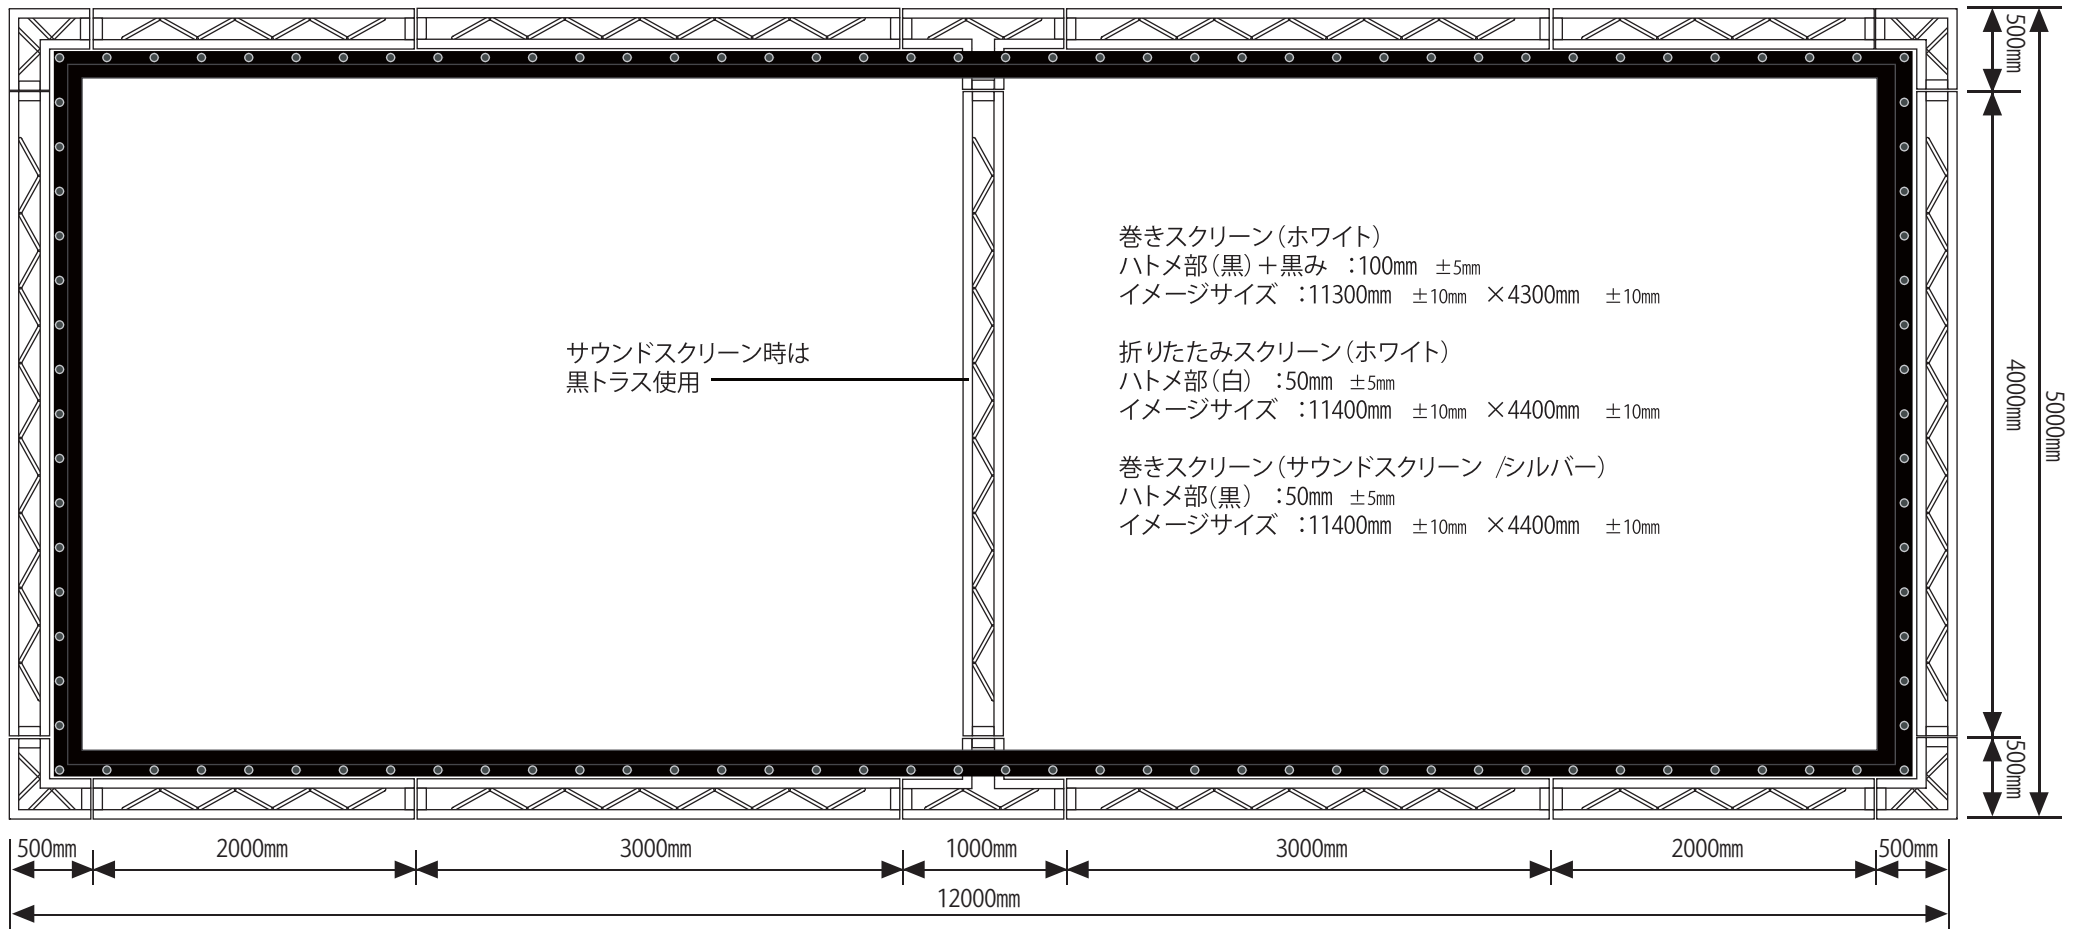 サウンドスクリーン時は
黒トラス使用
巻きスクリーン(ホワイト)
ハトメ部(黒)+黒み :100mm ±5mm
イメージサイズ :11300mm ±10mm ×4300mm ±10mm
折りたたみスクリーン(ホワイト)
ハトメ部(白) :50mm ±5mm
イメージサイズ :11400mm ±10mm ×4400mm ±10mm
巻きスクリーン(サウンドスクリーン /シルバー)
ハトメ部(黒) :50mm ±5mm
イメージサイズ :11400mm ±10mm ×4400mm ±10mm
500mm
4000mm
5000mm
500mm
500mm 2000mm 3000mm 1000mm 3000mm 2000mm 500mm
12000mm